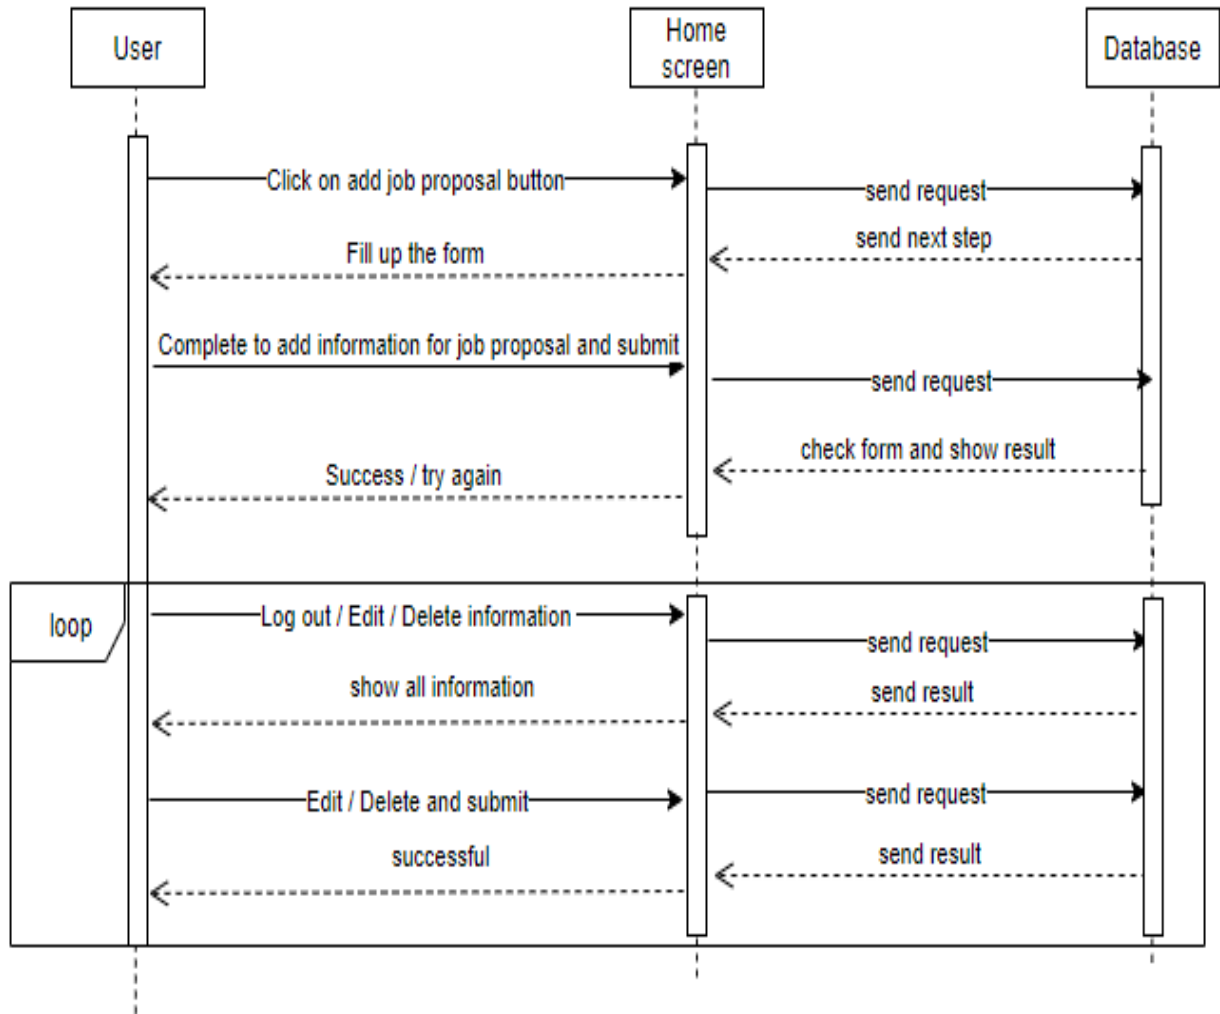 User
Home
screen
Database
Click on add job proposal button
send request
send next step
Fill up the form
Complete to add information for job proposal and submit
send request
check form and show result
Success / try again
loop
Log out / Edit / Delete information
send request
show all information
send result
Edit / Delete and submit
send request
successful
send result